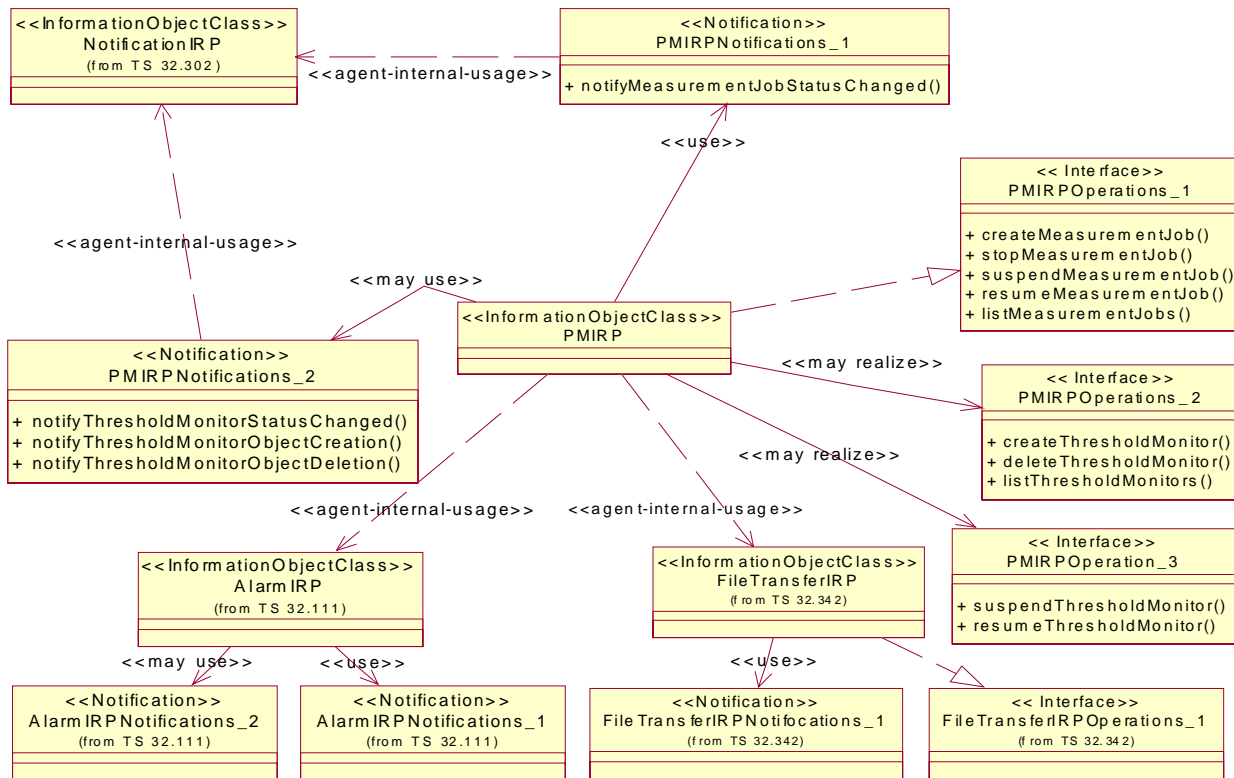 <<InformationObjectClass>>
NotificationIRP
(from TS 32.302)
<<Notification>>
PMIRPNotifications_1
+ notifyMeasurementJobStatusChanged()
<<agent-internal-usage>>
<<use>>
<< Interface>>
PMIRPOperations_1
+ createMeasurementJob()
+ stopMeasurementJob()
+ suspendMeasurementJob()
+ resumeMeasurementJob()
+ listMeasurementJobs()
<<agent-internal-usage>>
<<may use>>
<<InformationObjectClass>>
PMIRP
<<Notification>>
PMIRPNotifications_2
+ notifyThresholdMonitorStatusChanged()
+ notifyThresholdMonitorObjectCreation()
+ notifyThresholdMonitorObjectDeletion()
<<may realize>>
<< Interface>>
PMIRPOperations_2
+ createThresholdMonitor()
+ deleteThresholdMonitor()
+ listThresholdMonitors()
<<may realize>>
<<agent-internal-usage>>
<<agent-internal-usage>>
<< Interface>>
PMIRPOperation_3
+ suspendThresholdMonitor()
+ resumeThresholdMonitor()
<<InformationObjectClass>>
AlarmIRP
(from TS 32.111)
<<InformationObjectClass>>
FileTransferIRP
(from TS 32.342)
<<may use>>
<<use>>
<<use>>
<<Notification>>
AlarmIRPNotifications_2
(from TS 32.111)
<<Notification>>
AlarmIRPNotifications_1
(from TS 32.111)
<<Notification>>
FileTransferIRPNotifocations_1
(from TS 32.342)
<< Interface>>
FileTransferIRPOperations_1
(from TS 32.342)